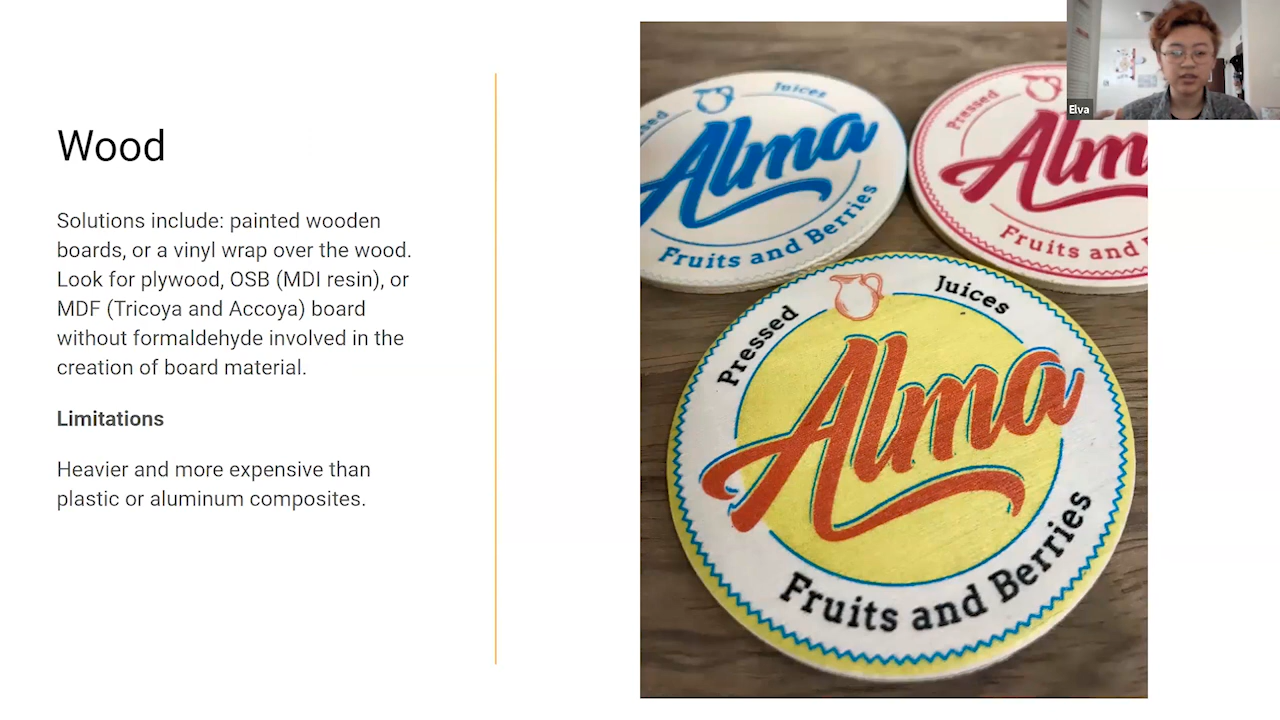 Wood
Solutions include: painted wooden
boards, or a vinyl wrap over the wood.
Look for plywood, OSB (MDI resin), or
MDF (Tricoya and Accoya) board
without formaldehyde involved in the
creation of board material.
Limitations
Heavier and more expensive than
plastic or aluminum composites.
Juices
Alma
Fruits and Berries
Pressed
Alm
Fruits and
Pressed
Juices
Alma
Fruits and Berries
Elva